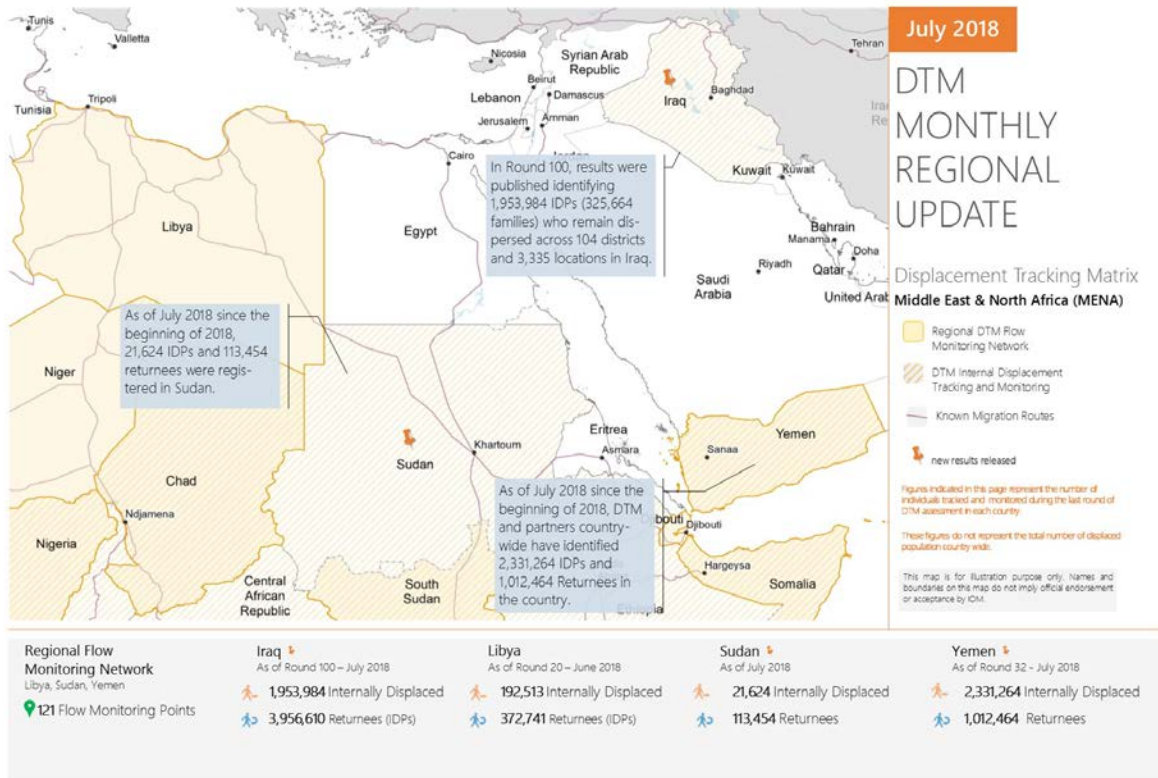 July 2018
DTM
MONTHLY
REGIONAL
UPDATE
Displacement Tracking Matrix
Middle East & North Africa (MENA)
Regional DTM Flow
Monitoring Network
DTM Internal Displacement
Tracking and Monitoring
Known Migration Routes
new results released
Figures indicated in this page represent the number of
individuals tracked and monitored during the last round of
DTM assessment in each country
These figures do not represent the total number of displaced
population country wide.
This map is for illustration purpose only. Names and
boundaries on this map do not imply official endorsement
or acceptance by IOM.
Tunis
Valletta
Nicosia
Syrian Arab
Republic
Tehran
Tunisia
Tripoli
Beirut
Lebanon
Damascus
Iraq
Baghdad
Jerusalem
Amman
Cairo
Kuwait
Kuwait
In Round 100, results were
published identifying
1,953,984 IDPs (325,664
families) who remain dis-
persed across 104 districts
and 3,335 locations in Iraq.
Libya
Egypt
Bahrain
Manama
Doha
Riyadh
Qatar
Saudi
Arabia
United Arab
As of July 2018 since the
beginning of 2018,
21,624 IDPs and 113,454
returnees were regis-
tered in Sudan.
Niger
Eritrea
Yemen
Khartoum
Asmara
Sanaa
Sudan
Chad
As of July 2018 since the
beginning of 2018, DTM
and partners country-
wide have identified
2,331,264 IDPs and
1,012,464 Returnees in
the country.
Ndjamena
Djibouti
Nigeria
Hargeysa
Central
African
Republic
South
Sudan
Somalia
Regional Flow
Monitoring Network
Libya, Sudan, Yemen
121 Flow Monitoring Points
Iraq
As of Round 100 – July 2018
1,953,984 Internally Displaced
3,956,610 Returnees (IDPs)
Libya
As of Round 20 – June 2018
192,513 Internally Displaced
372,741 Returnees (IDPs)
Sudan
As of July 2018
21,624 Internally Displaced
113,454 Returnees
Yemen
As of Round 32 - July 2018
2,331,264 Internally Displaced
1,012,464 Returnees